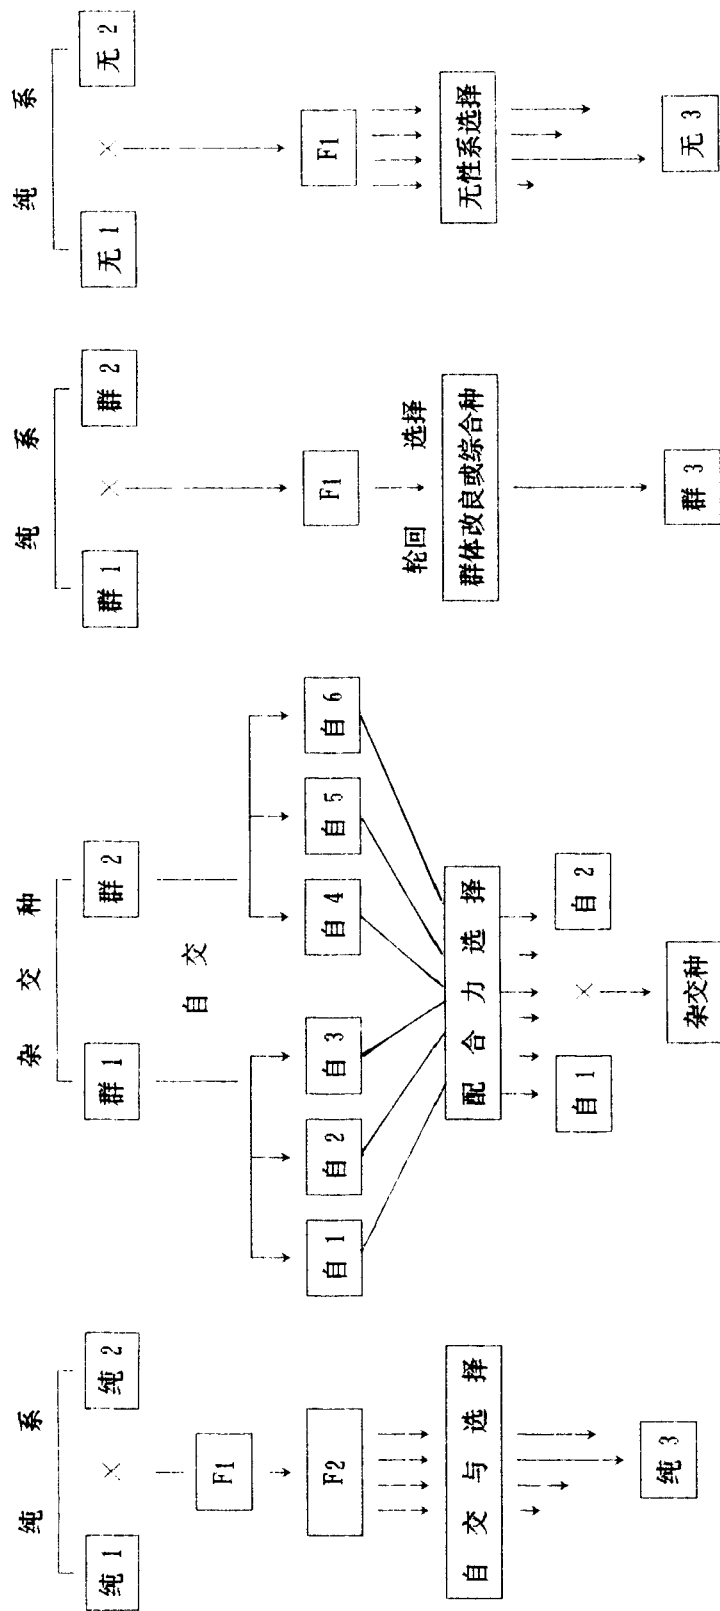 纯 系
纯 1
纯 2
×
F1
F2
自 交 与 选 择
纯 3
杂 交 种
群 1
群 2
自 交
自 1
自 2
自 3
自 4
自 5
自 6
配 合 力 选 择
自 1
×
自 2
杂交种
纯 系
群 1
群 2
×
F1
轮回 选择
群体改良或综合种
群 3
纯 系
无 1
无 2
×
F1
无性系选择
无 3